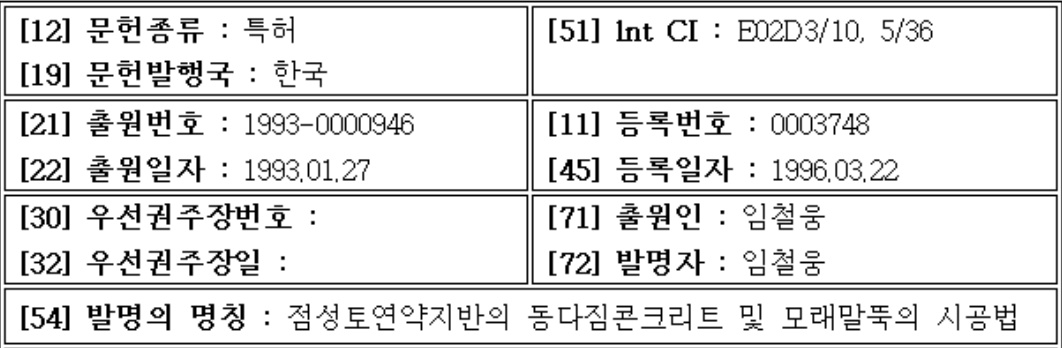 [12] 문헌종류 : 특허
[19] 문헌발행국 : 한국
[51] lnt CI : E02D3/10, 5/36
[21] 출원번호 : 1993-0000946
[22] 출원일자 : 1993.01.27
[11] 등록번호 : 0003748
[45] 등록일자 : 1996.03.22
[30] 우선권주장번호 :
[32] 우선권주장일 :
[71] 출원인 : 임철웅
[72] 발명자 : 임철웅
[54] 발명의 명칭 : 점성토연약지반의 동다짐콘크리트 및 모래말뚝의 시공법